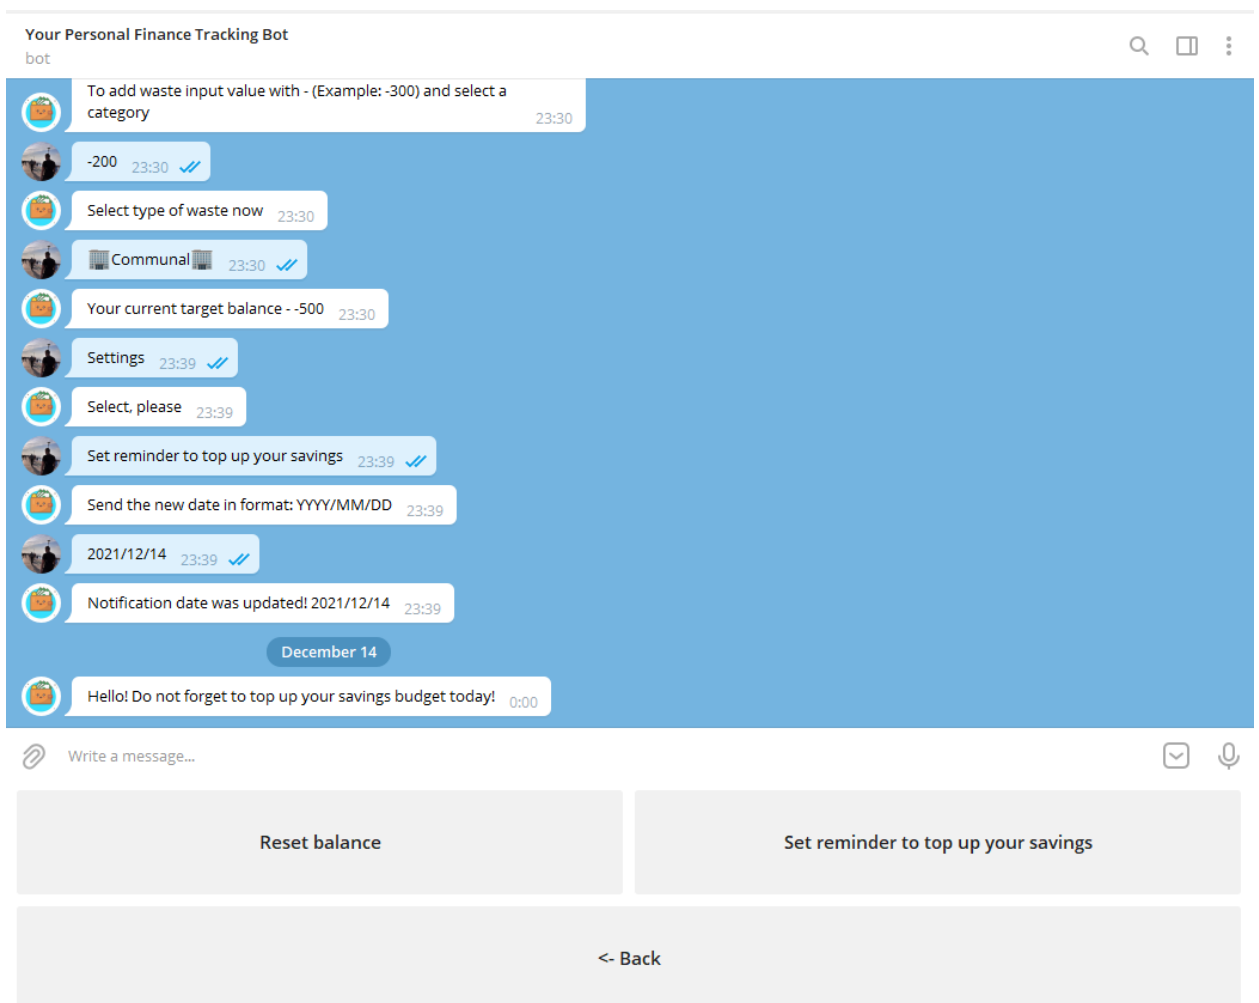 Your Personal Finance Tracking Bot
bot
To add waste input value with - (Example: -300) and select a
category 23:30
-200 23:30
Select type of waste now 23:30
🏢Communal🏢 23:30
Your current target balance - -500 23:30
Settings 23:39
Select, please 23:39
Set reminder to top up your savings 23:39
Send the new date in format: YYYY/MM/DD 23:39
2021/12/14 23:39
Notification date was updated! 2021/12/14 23:39
December 14
Hello! Do not forget to top up your savings budget today! 0:00
Write a message...
Reset balance
Set reminder to top up your savings
<- Back